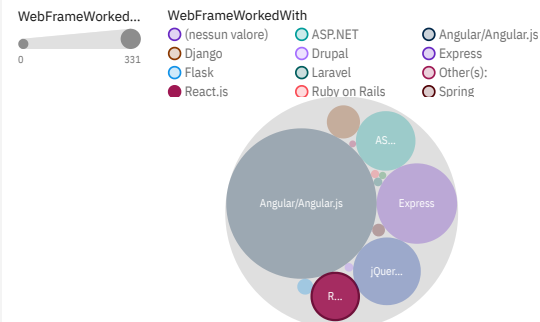 WebFrameWorked...
0
331
WebFrameWorkedWith
(nessun valore)
ASP.NET
Angular/Angular.js
Django
Drupal
Express
Flask
Laravel
Other(s):
React.js
Ruby on Rails
Spring
AS...
Angular/Angular.js
Express
jQuer...
R...